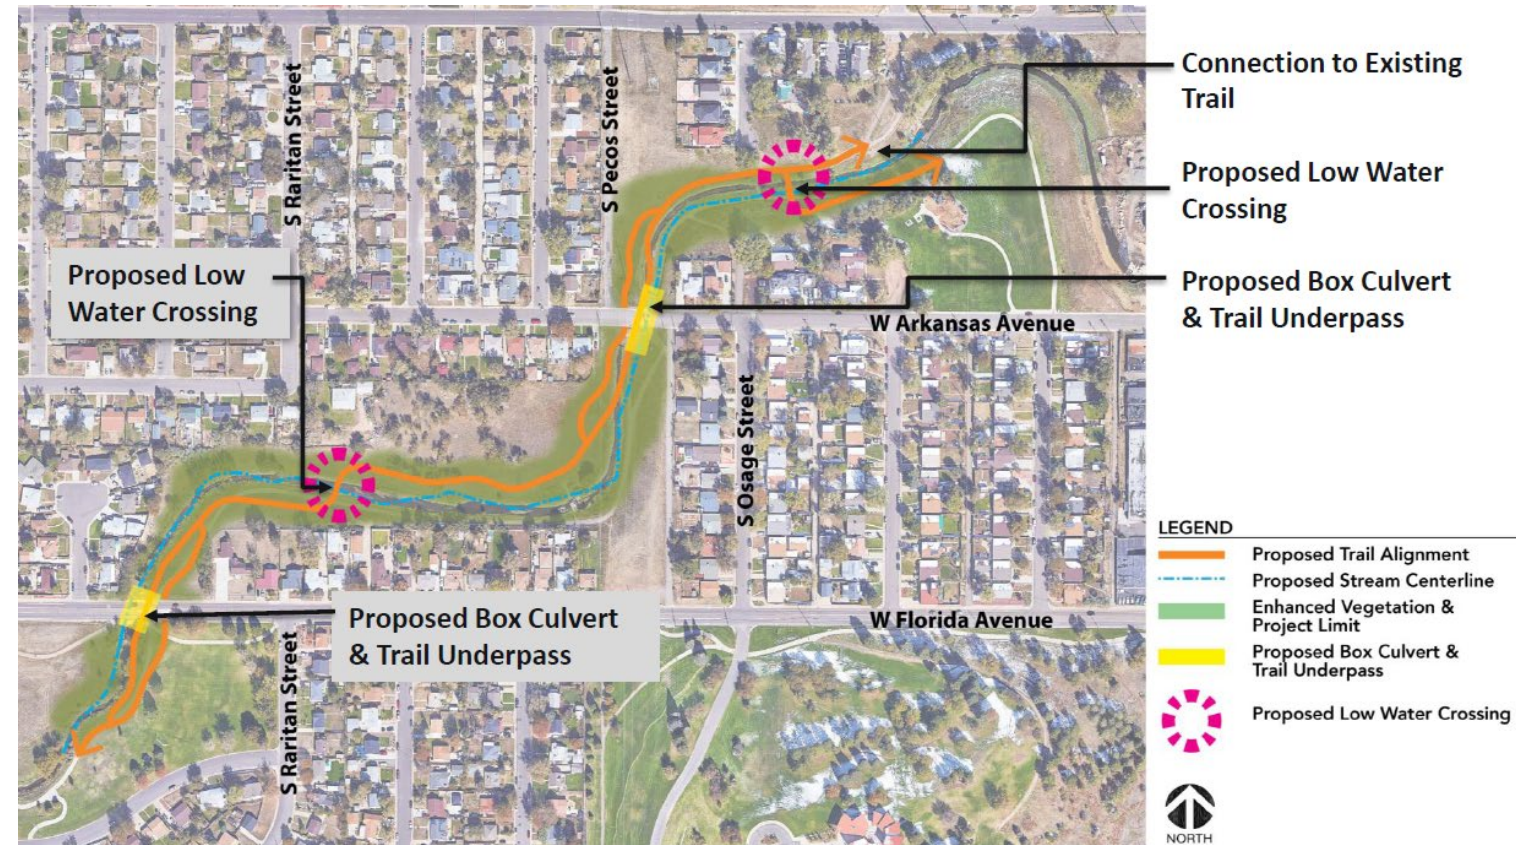 S Raritan Street
S Pecos Street
Connection to Existing
Trail
Proposed Low Water
Crossing
Proposed Low
Water Crossing
Proposed Box Culvert
& Trail Underpass
W Arkansas Avenue
S Osage Street
Proposed Box Culvert
& Trail Underpass
W Florida Avenue
S Raritan Street
LEGEND
Proposed Trail Alignment
Proposed Stream Centerline
Enhanced Vegetation &
Project Limit
Proposed Box Culvert &
Trail Underpass
Proposed Low Water Crossing
NORTH